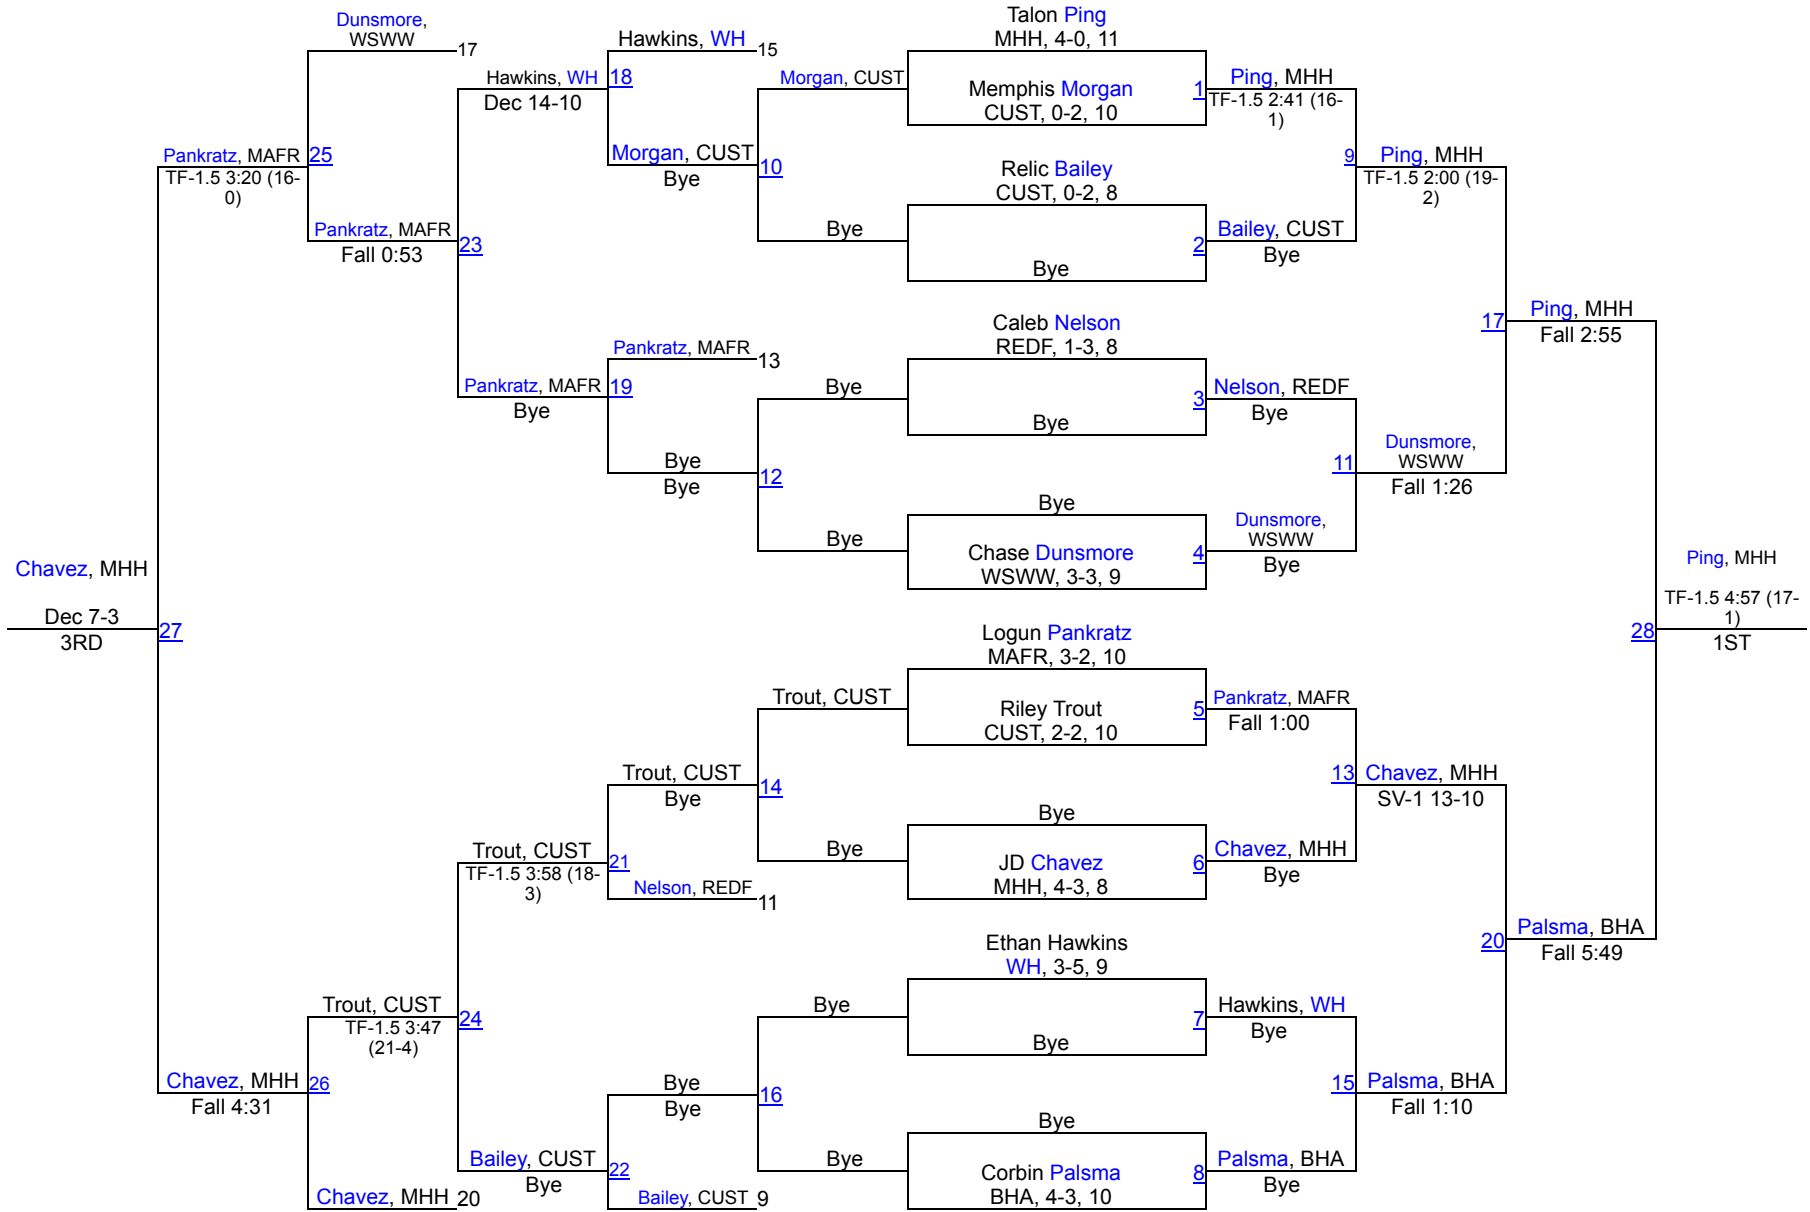 Dunsmore,
WSWW
17
Pankratz, MAFR
25
TF-1.5 3:20 (16-
0)
Pankratz, MAFR
Fall 0:53
Hawkins, WH
18
Dec 14-10
23
Pankratz, MAFR
19
Bye
Hawkins, WH
15
Morgan, CUST
10
Bye
Pankratz, MAFR
13
Bye
12
Bye
Morgan, CUST
Bye
Bye
Bye
Talon Ping
MHH, 4-0, 11
Memphis Morgan
1
CUST, 0-2, 10
Relic Bailey
CUST, 0-2, 8
2
Bye
Caleb Nelson
REDF, 1-3, 8
3
Bye
Bye
Chase Dunsmore
4
WSWW, 3-3, 9
Ping, MHH
TF-1.5 2:41 (16-
1)
9
Bailey, CUST
Bye
Nelson, REDF
Bye
11
Dunsmore,
WSWW
Bye
Ping, MHH
TF-1.5 2:00 (19-
2)
17
Dunsmore,
WSWW
Fall 1:26
Ping, MHH
Fall 2:55
Chavez, MHH
Dec 7-3
27
3RD
Ping, MHH
TF-1.5 4:57 (17-
1)
28
1ST
Logun Pankratz
MAFR, 3-2, 10
Riley Trout
5
CUST, 2-2, 10
Bye
JD Chavez
6
MHH, 4-3, 8
Ethan Hawkins
WH, 3-5, 9
7
Bye
Bye
Corbin Palsma
8
BHA, 4-3, 10
Trout, CUST
Bye
Bye
Bye
Trout, CUST
14
Bye
Nelson, REDF
11
Bye
16
Bye
Bailey, CUST
9
Trout, CUST
21
TF-1.5 3:58 (18-
3)
Bailey, CUST
22
Bye
Trout, CUST
24
TF-1.5 3:47
(21-4)
Chavez, MHH
20
Chavez, MHH
26
Fall 4:31
Pankratz, MAFR
Fall 1:00
13
Chavez, MHH
Bye
Hawkins, WH
Bye
15
Palsma, BHA
Bye
Chavez, MHH
SV-1 13-10
20
Palsma, BHA
Fall 1:10
Palsma, BHA
Fall 5:49